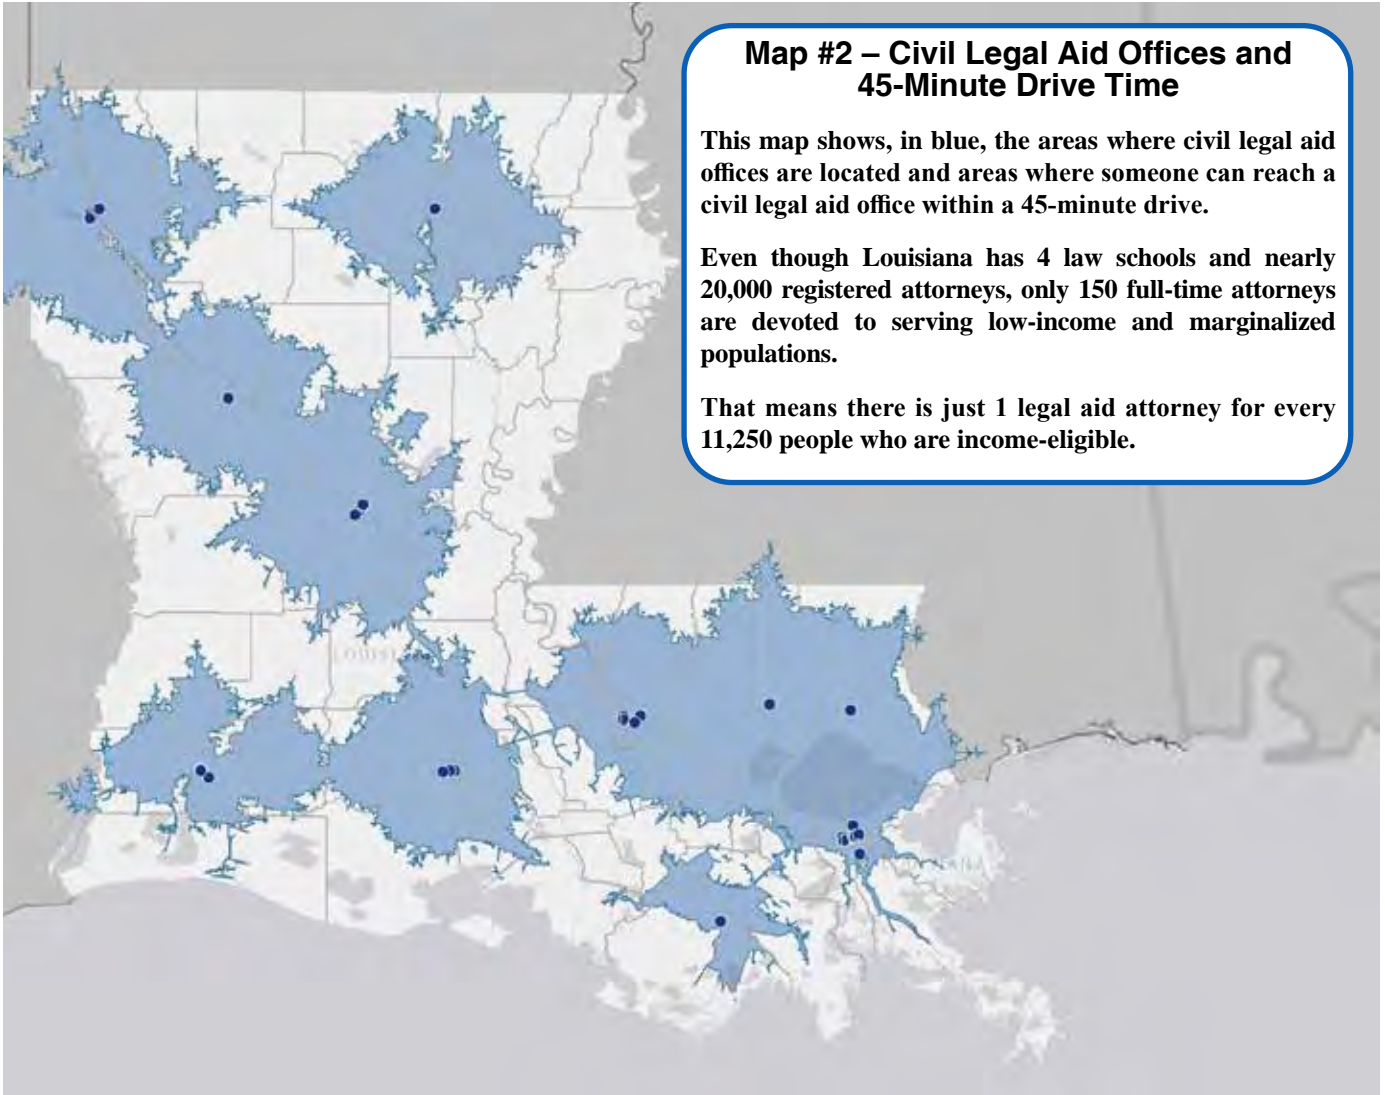 Map #2 – Civil Legal Aid Offices and
45-Minute Drive Time
This map shows, in blue, the areas where civil legal aid
offices are located and areas where someone can reach a
civil legal aid office within a 45-minute drive.
Even though Louisiana has 4 law schools and nearly
20,000 registered attorneys, only 150 full-time attorneys
are devoted to serving low-income and marginalized
populations.
That means there is just 1 legal aid attorney for every
11,250 people who are income-eligible.